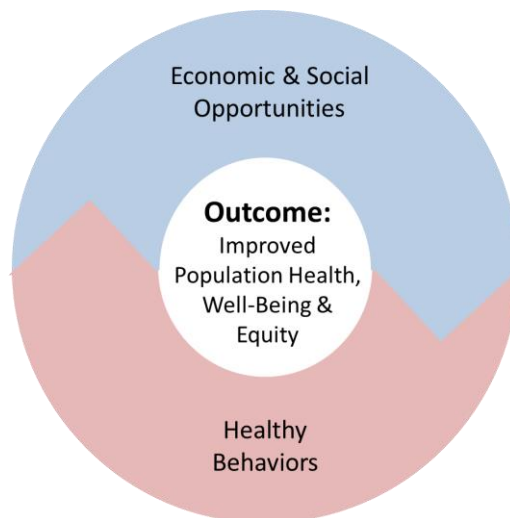 Economic & Social
Opportunities
Outcome:
Improved
Population Health,
Well-Being &
Equity
Healthy
Behaviors